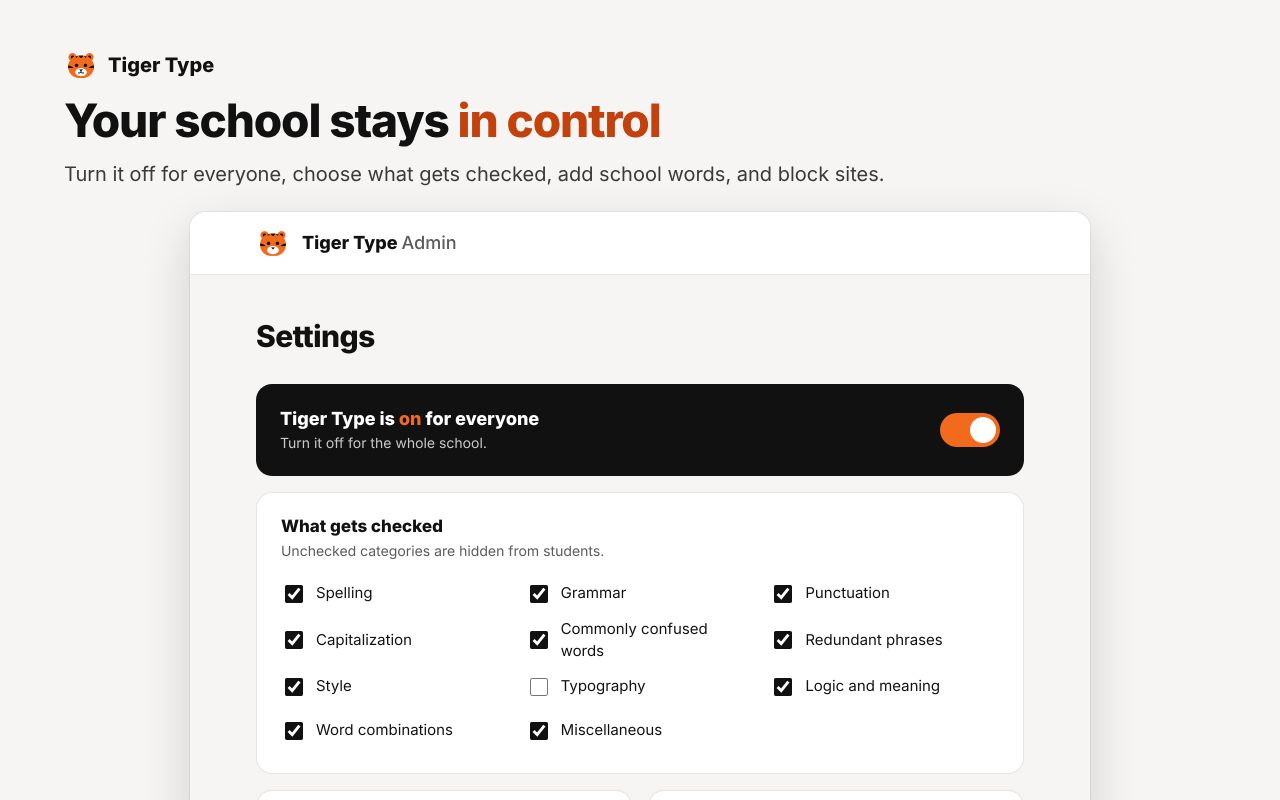 Tiger Type
Your school stays in control
Turn it off for everyone, choose what gets checked, add school words, and block sites.
Tiger Type Admin
Settings
Tiger Type is on for everyone
Turn it off for the whole school.
What gets checked
Unchecked categories are hidden from students.
Spelling
Grammar
Punctuation
Capitalization
Commonly confused
words
Redundant phrases
Style
Typography
Logic and meaning
Word combinations
Miscellaneous